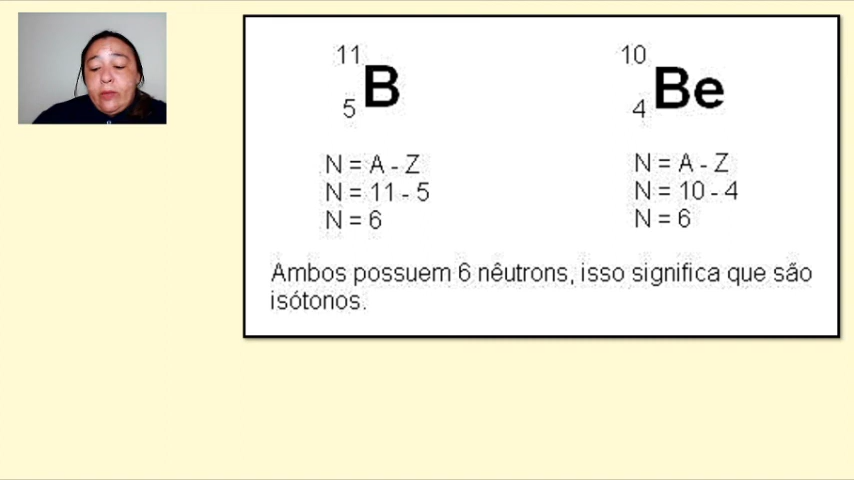 11
5 B
10
4 Be
N = A - Z
N = 11 - 5
N = 6
N = A - Z
N = 10 - 4
N = 6
Ambos possuem 6 nêutrons, isso significa que são
isótonos.